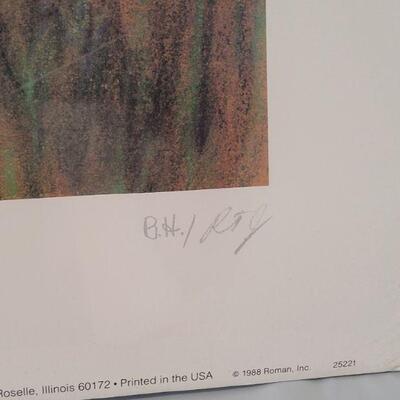 B.H./
Roselle, Illinois 60172 • Printed in the USA © 1988 Roman, Inc. 25221